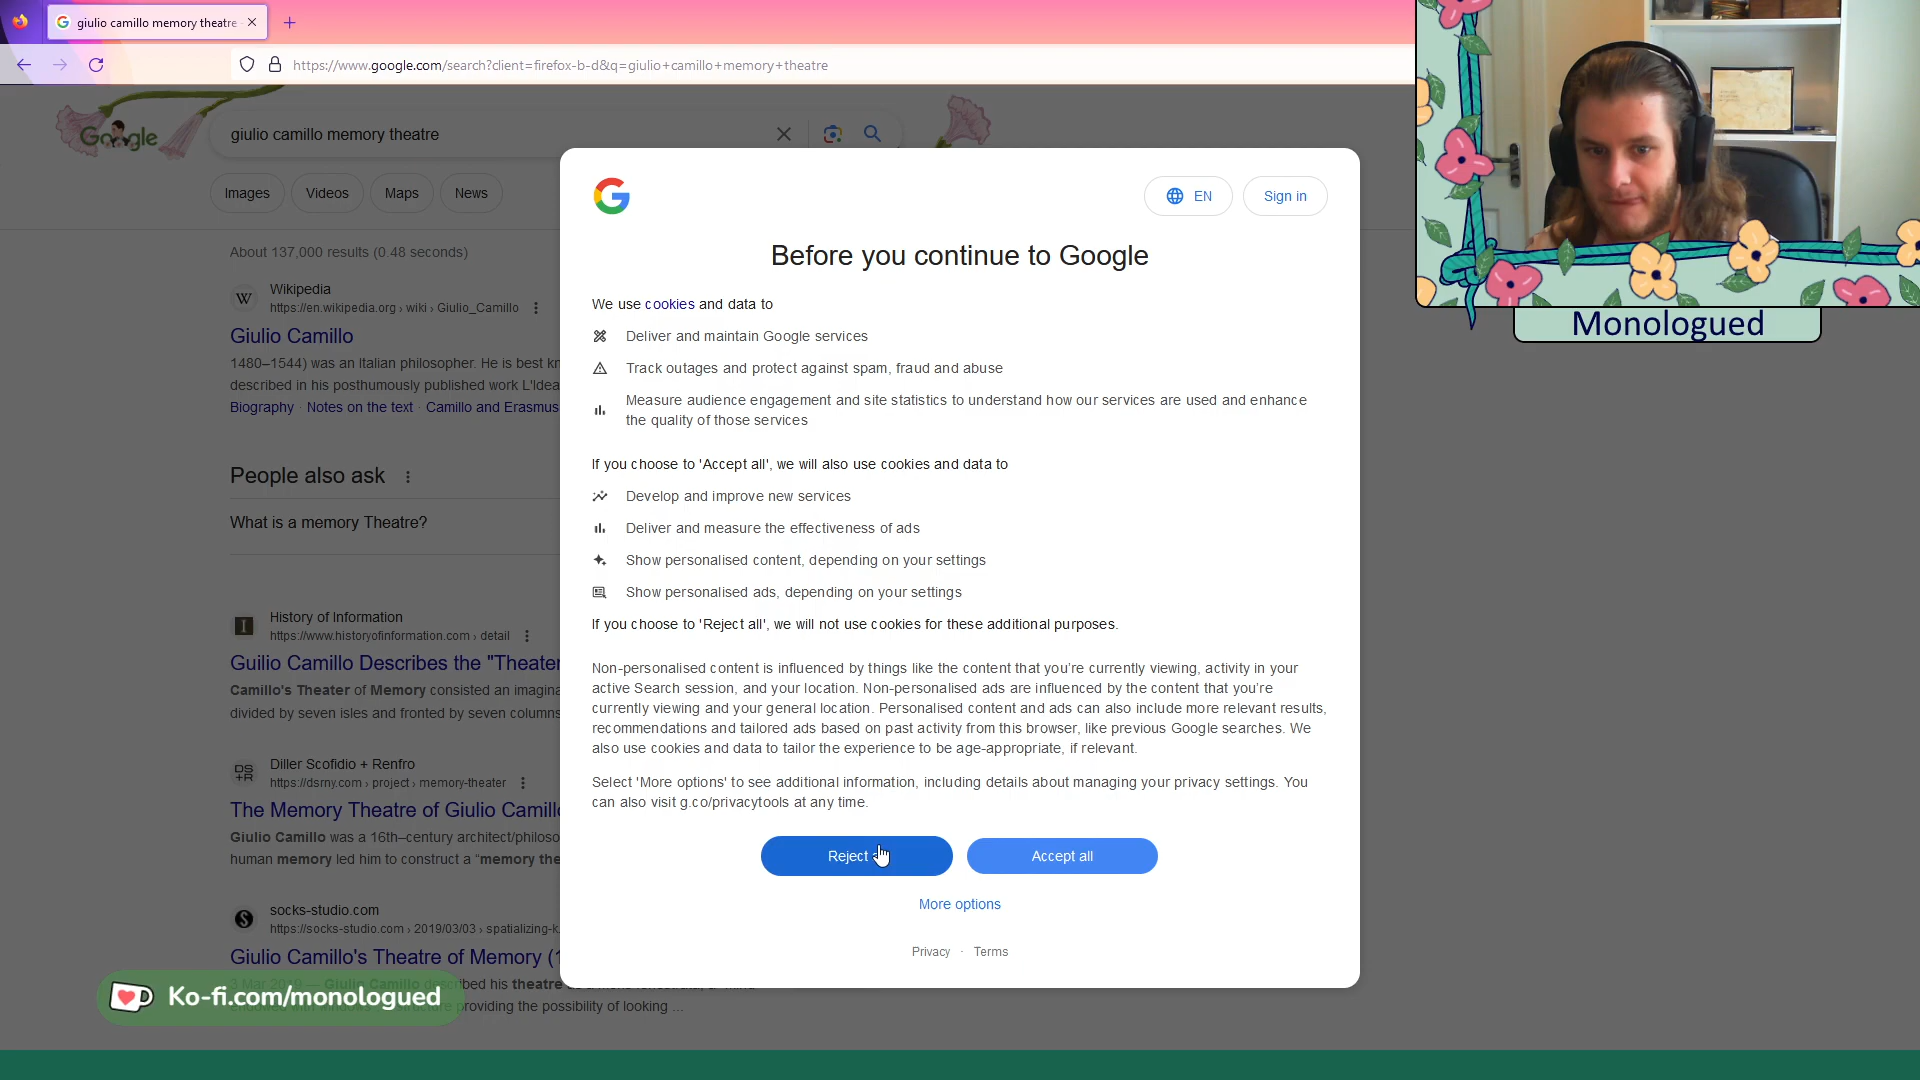 giulio camillo memory theatre
https://www.google.com/search?client=firefox-b-d&q=giulio+camillo+memory+theatre
Google
giulio camillo memory theatre
Images
Videos
Maps
News
About 137,000 results (0.48 seconds)
W
Wikipedia
https://en.wikipedia.org › wiki › Giulio_Camillo
Giulio Camillo
1480–1544) was an Italian philosopher. He is best kn
described in his posthumously published work L'Idea
Biography · Notes on the text · Camillo and Erasmus
People also ask
What is a memory Theatre?
I
History of Information
https://www.historyofinformation.com › detail
Guilio Camillo Describes the "Theater
Camillo's Theater of Memory consisted an imagina
divided by seven isles and fronted by seven columns
DS+R
Diller Scofidio + Renfro
https://dsrny.com › project › memory-theater
The Memory Theatre of Giulio Camillo
Giulio Camillo was a 16th–century architect/philoso
human memory led him to construct a "memory the
S
socks-studio.com
https://socks-studio.com › 2019/03/03 › spatializing-k
Giulio Camillo's Theatre of Memory (1
3 Mar 2019 — Giulio Camillo described his theatre
structure providing the possibility of looking ...
Ko-fi.com/monologued
G
EN
Sign in
Before you continue to Google
We use cookies and data to
Deliver and maintain Google services
Track outages and protect against spam, fraud and abuse
Measure audience engagement and site statistics to understand how our services are used and enhance
the quality of those services
If you choose to 'Accept all', we will also use cookies and data to
Develop and improve new services
Deliver and measure the effectiveness of ads
Show personalised content, depending on your settings
Show personalised ads, depending on your settings
If you choose to 'Reject all', we will not use cookies for these additional purposes.
Non-personalised content is influenced by things like the content that you're currently viewing, activity in your
active Search session, and your location. Non-personalised ads are influenced by the content that you're
currently viewing and your general location. Personalised content and ads can also include more relevant results,
recommendations and tailored ads based on past activity from this browser, like previous Google searches. We
also use cookies and data to tailor the experience to be age-appropriate, if relevant.
Select 'More options' to see additional information, including details about managing your privacy settings. You
can also visit g.co/privacytools at any time.
Reject
Accept all
More options
Privacy · Terms
Monologued